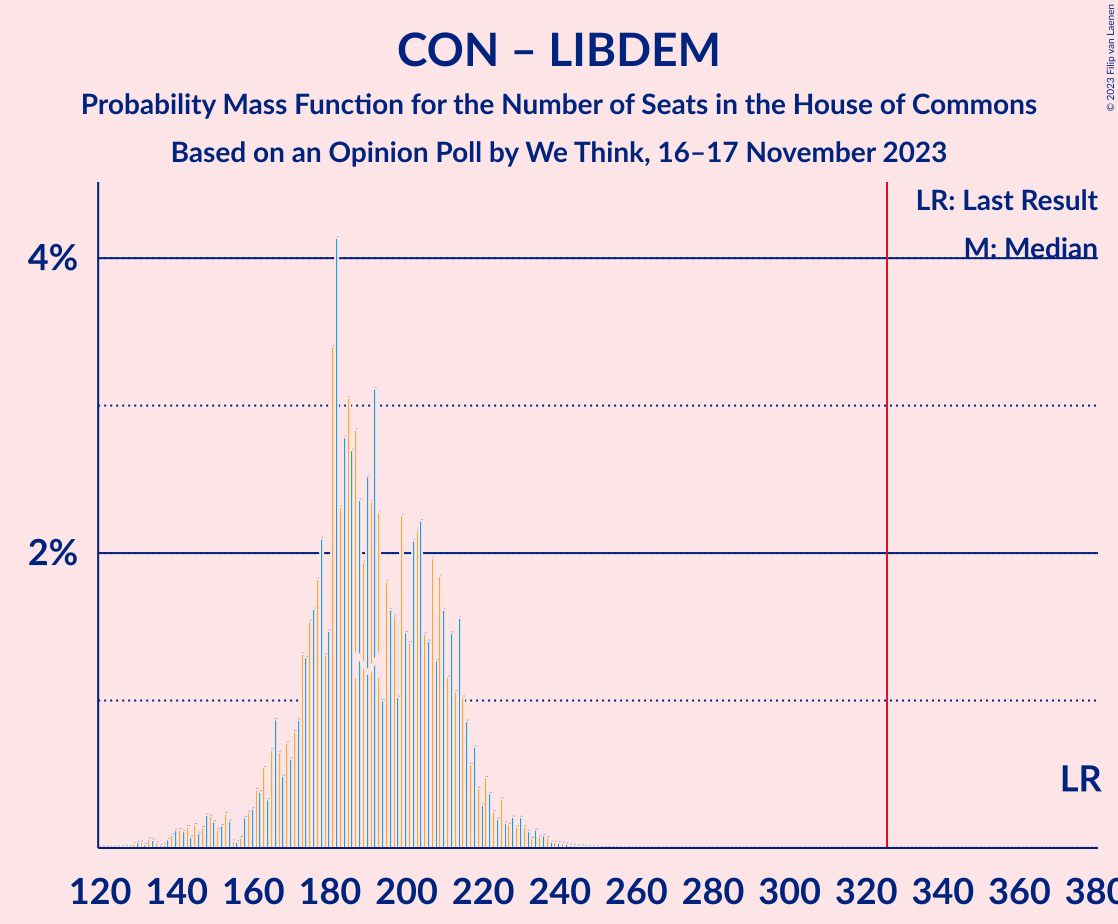 CON – LIBDEM
Probability Mass Function for the Number of Seats in the House of Commons
Based on an Opinion Poll by We Think, 16–17 November 2023
© 2023 Filip van Laenen
LR: Last Result
M: Median
4%
2%
LR
120 140 160 180 200 220 240 260 280 300 320 340 360 380